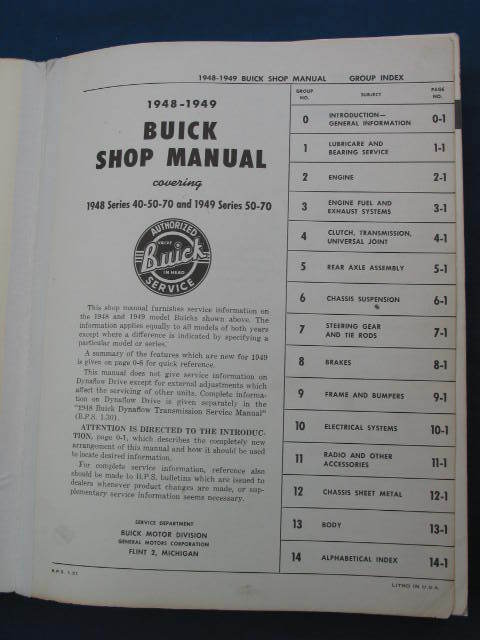 1948-1949 BUICK SHOP MANUAL GROUP INDEX
1948-1949
BUICK
SHOP MANUAL
covering
1948 Series 40-50-70 and 1949 Series 50-70
AUTHORIZED
VALVE
Buick
IN HEAD
SERVICE
This shop manual furnishes service information on
the 1948 and 1949 model Buicks shown above. The
information applies equally to all models of both years
except where a difference is indicated by specifying a
particular model or series.
A summary of the features which are new for 1949
is given on page 0-6 for quick reference.
This manual does not give service information on
Dynaflow Drive except for external adjustments which
affect the servicing of other units. Complete informa-
tion on Dynaflow Drive is given separately in the
"1948 Buick Dynaflow Transmission Service Manual"
(B.P.S. 1.30).
ATTENTION IS DIRECTED TO THE INTRODUC-
TION, page 0-1, which describes the completely new
arrangement of this manual and how it should be used
to locate desired information.
For complete service information, reference also
should be made to B.P.S. bulletins which are issued to
dealers whenever product changes are made, or sup-
plementary service information seems necessary.
SERVICE DEPARTMENT
BUICK MOTOR DIVISION
GENERAL MOTORS CORPORATION
FLINT 2, MICHIGAN
B.P.S. 1.31
GROUP NO. SUBJECT PAGE NO.
0 INTRODUCTION—
GENERAL INFORMATION 0-1
1 LUBRICARE AND
BEARING SERVICE 1-1
2 ENGINE 2-1
3 ENGINE FUEL AND
EXHAUST SYSTEMS 3-1
4 CLUTCH, TRANSMISSION,
UNIVERSAL JOINT 4-1
5 REAR AXLE ASSEMBLY 5-1
6 CHASSIS SUSPENSION 6-1
7 STEERING GEAR
AND TIE RODS 7-1
8 BRAKES 8-1
9 FRAME AND BUMPERS 9-1
10 ELECTRICAL SYSTEMS 10-1
11 RADIO AND OTHER
ACCESSORIES 11-1
12 CHASSIS SHEET METAL 12-1
13 BODY 13-1
14 ALPHABETICAL INDEX 14-1
LITHO IN U.S.A.